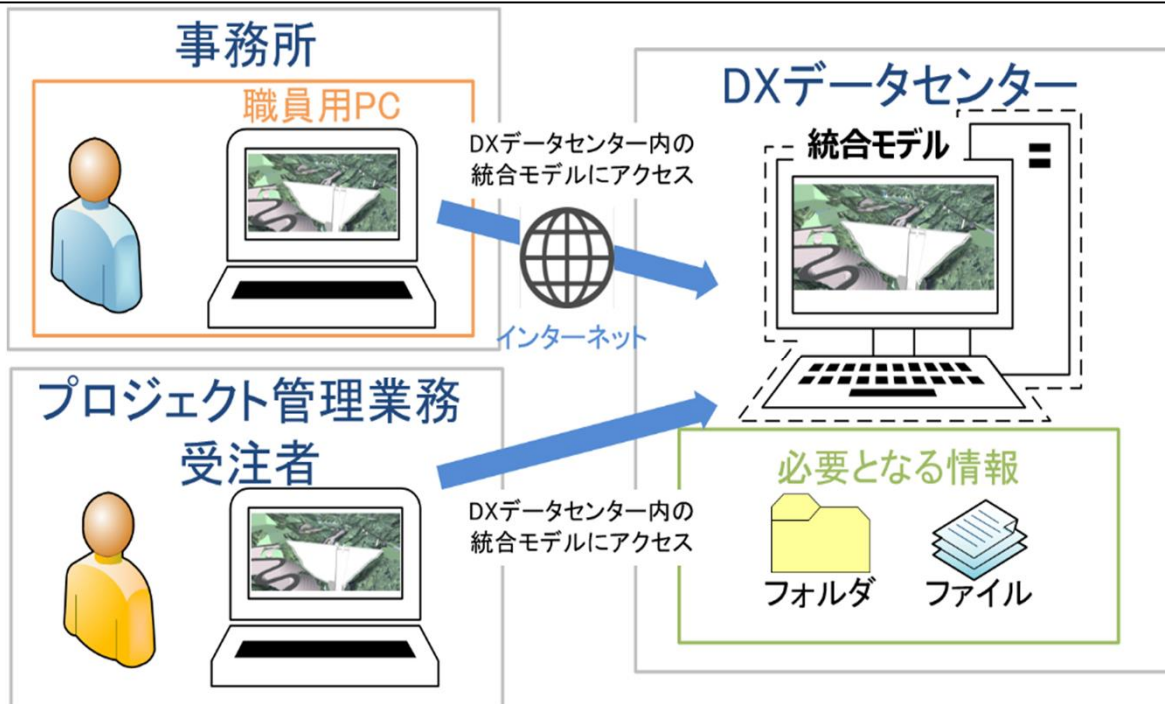 事務所
職員用PC
DXデータセンター内の
統合モデルにアクセス
インターネット
プロジェクト管理業務
受注者
DXデータセンター内の
統合モデルにアクセス
DXデータセンター
統合モデル
必要となる情報
フォルダ
ファイル